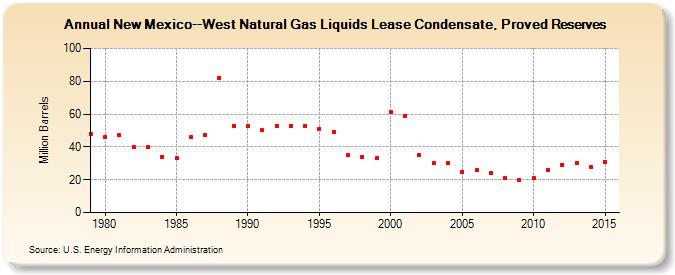 Annual New Mexico--West Natural Gas Liquids Lease Condensate, Proved Reserves
Million Barrels
100
80
60
40
20
0
1980 1985 1990 1995 2000 2005 2010 2015
Source: U.S. Energy Information Administration